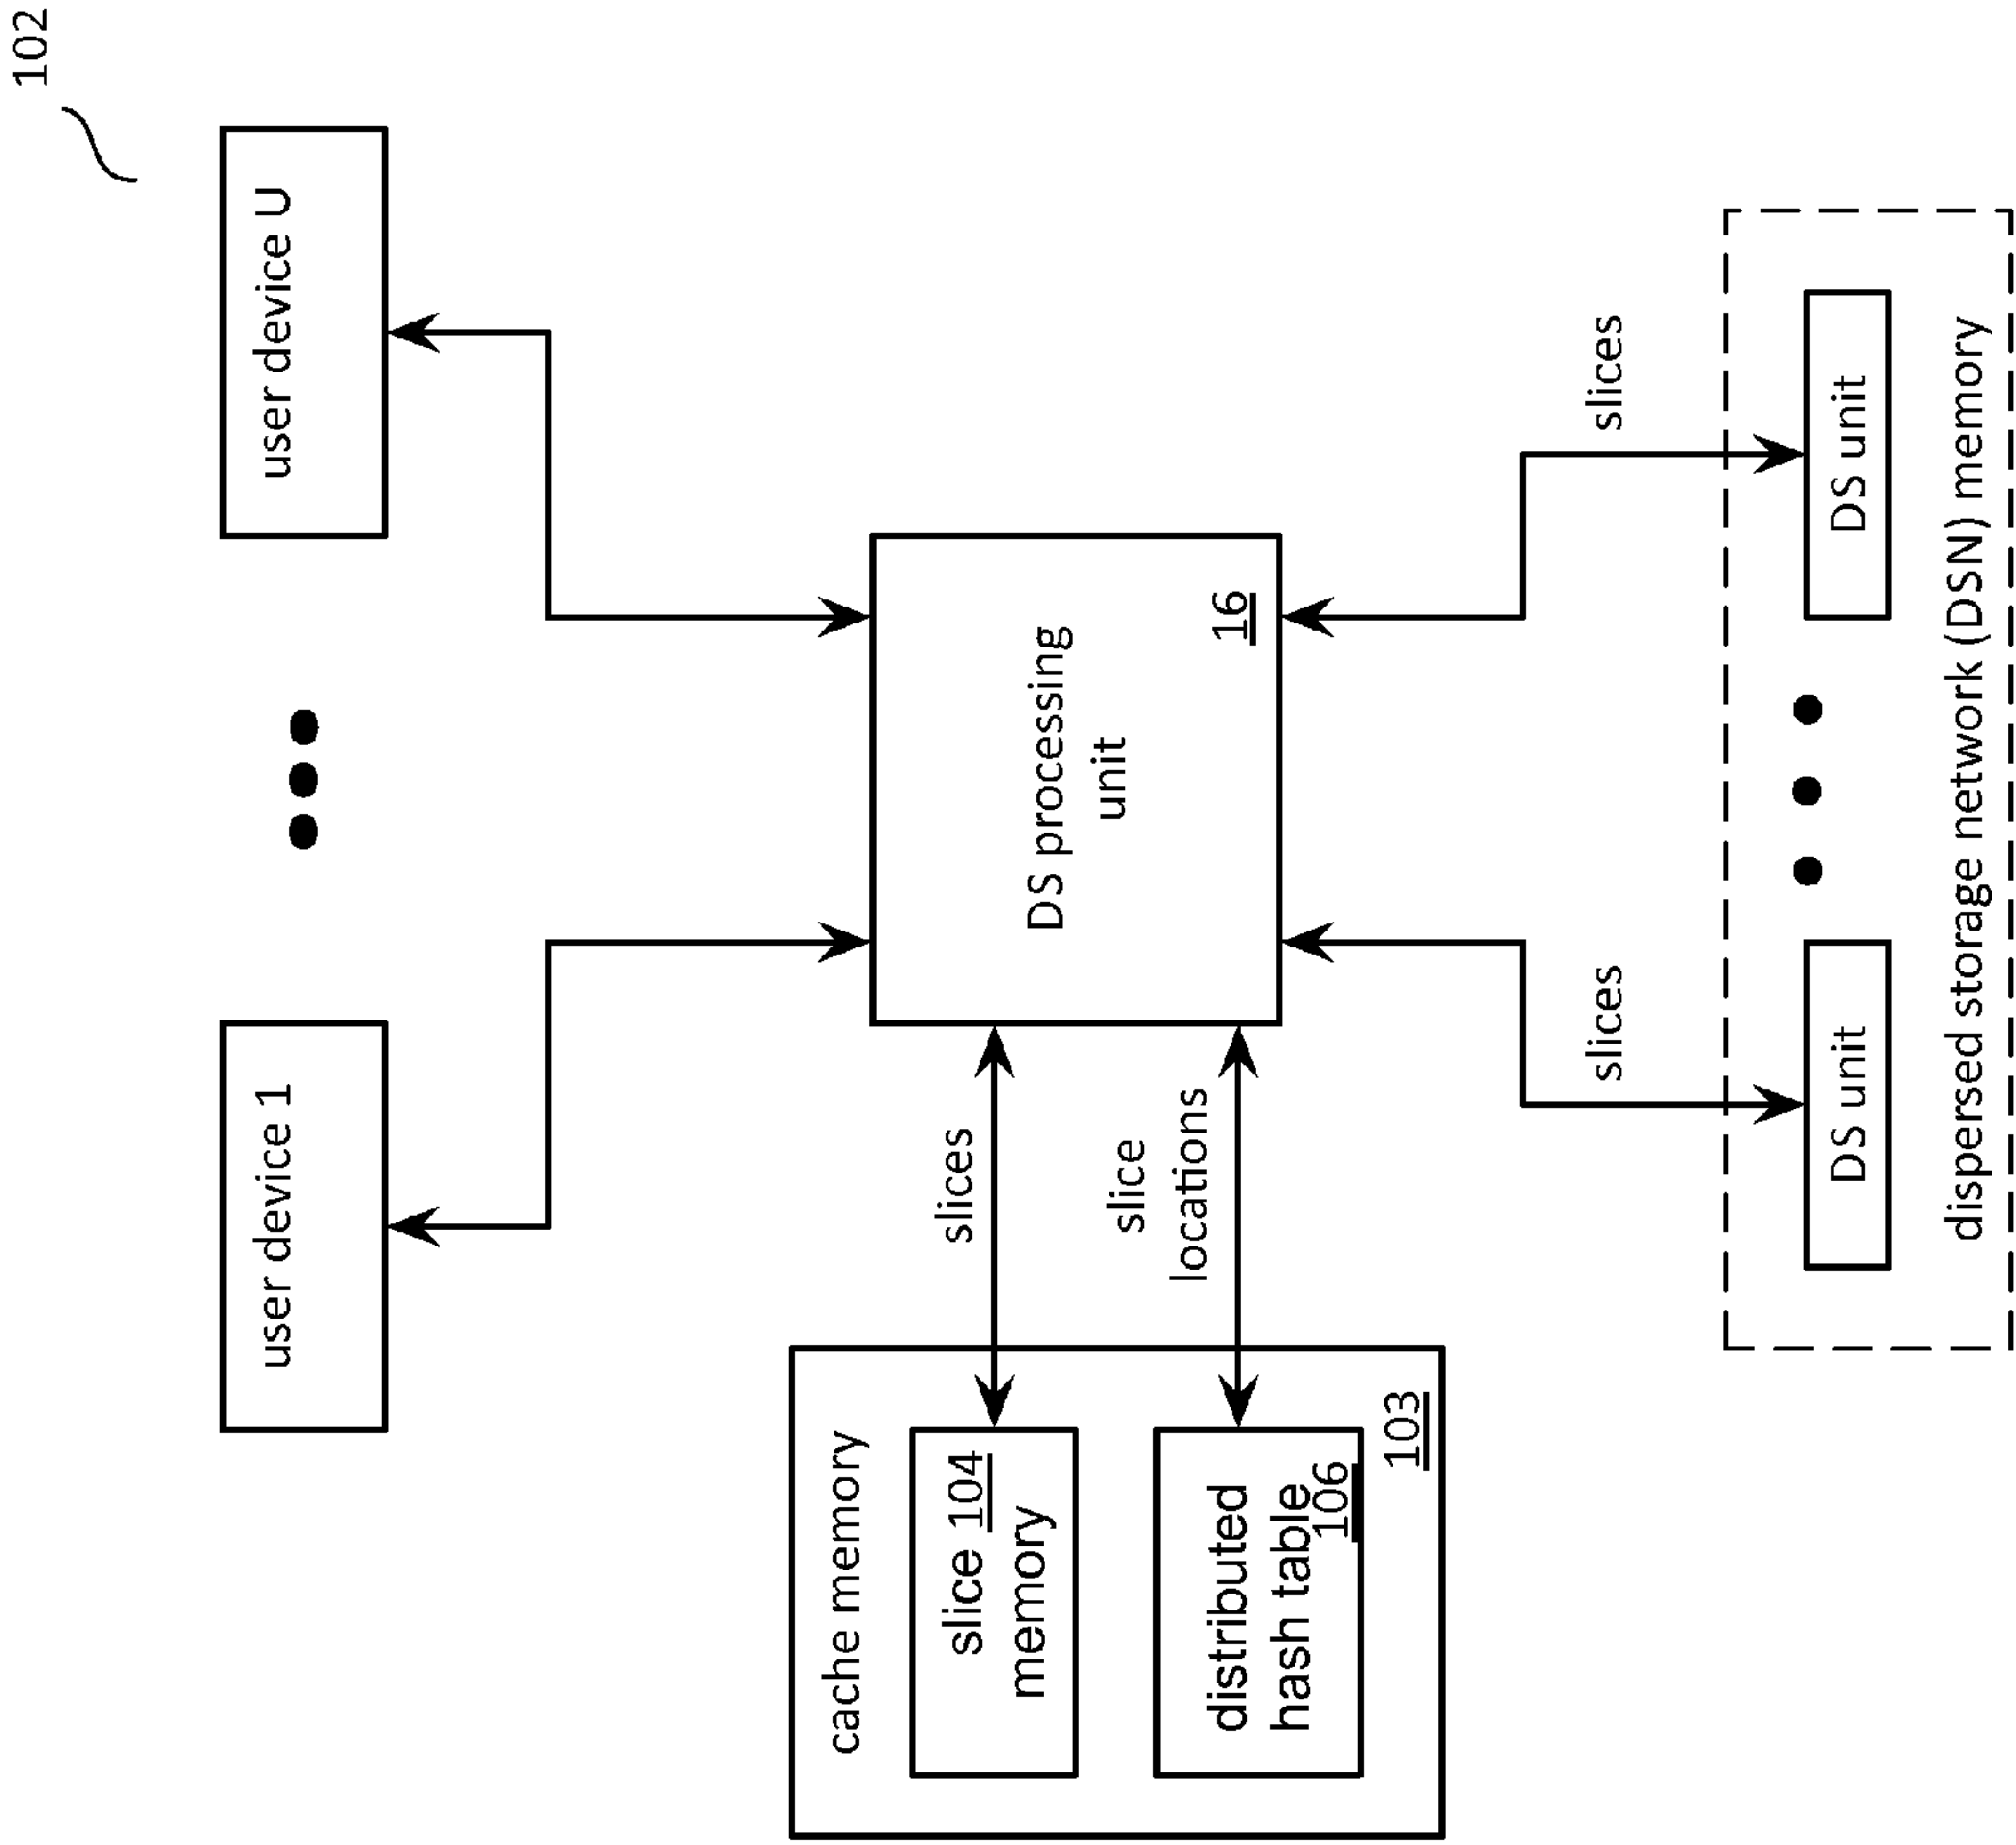 102
user device 1
user device U
cache memory
slice 104
memory
distributed
hash table
106
103
slices
slice
locations
DS processing
unit
16
slices
slices
DS unit
DS unit
dispersed storage network (DSN) memory